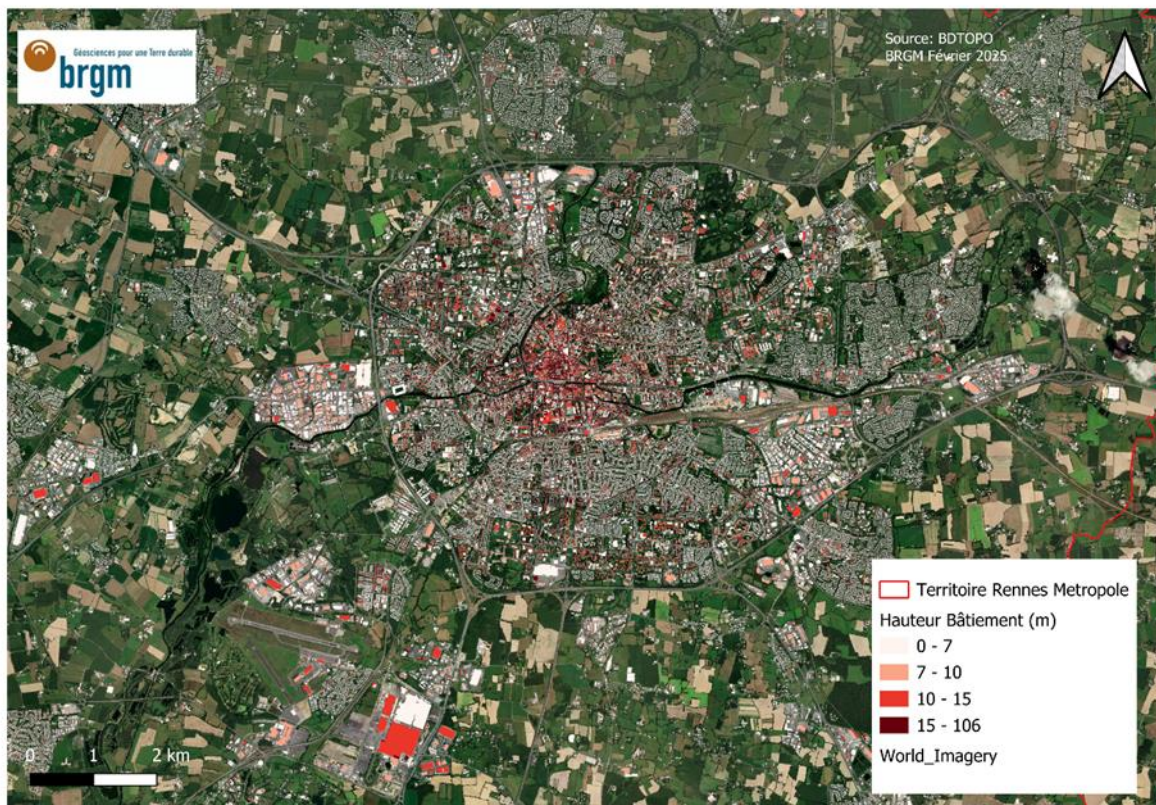 Géosciences pour une Terre durable
brgm
Source: BDTOPO
BRGM Février 2025
Territoire Rennes Metropole
Hauteur Bâtiement (m)
0 - 7
7 - 10
10 - 15
15 - 106
World_Imagery
0 1 2 km